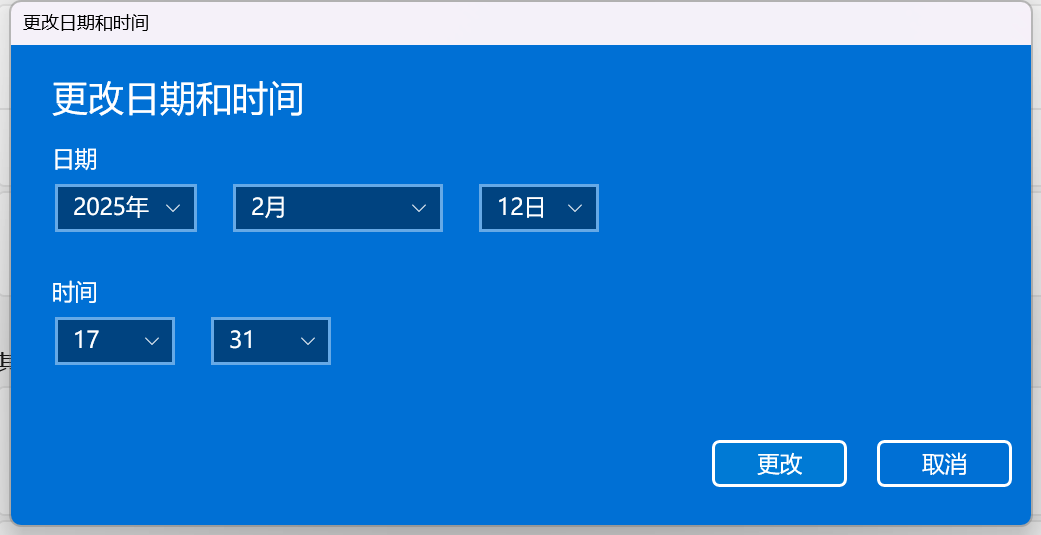 更改日期和时间
更改日期和时间
日期
2025年 2月 12日
时间
17 31
更改 取消